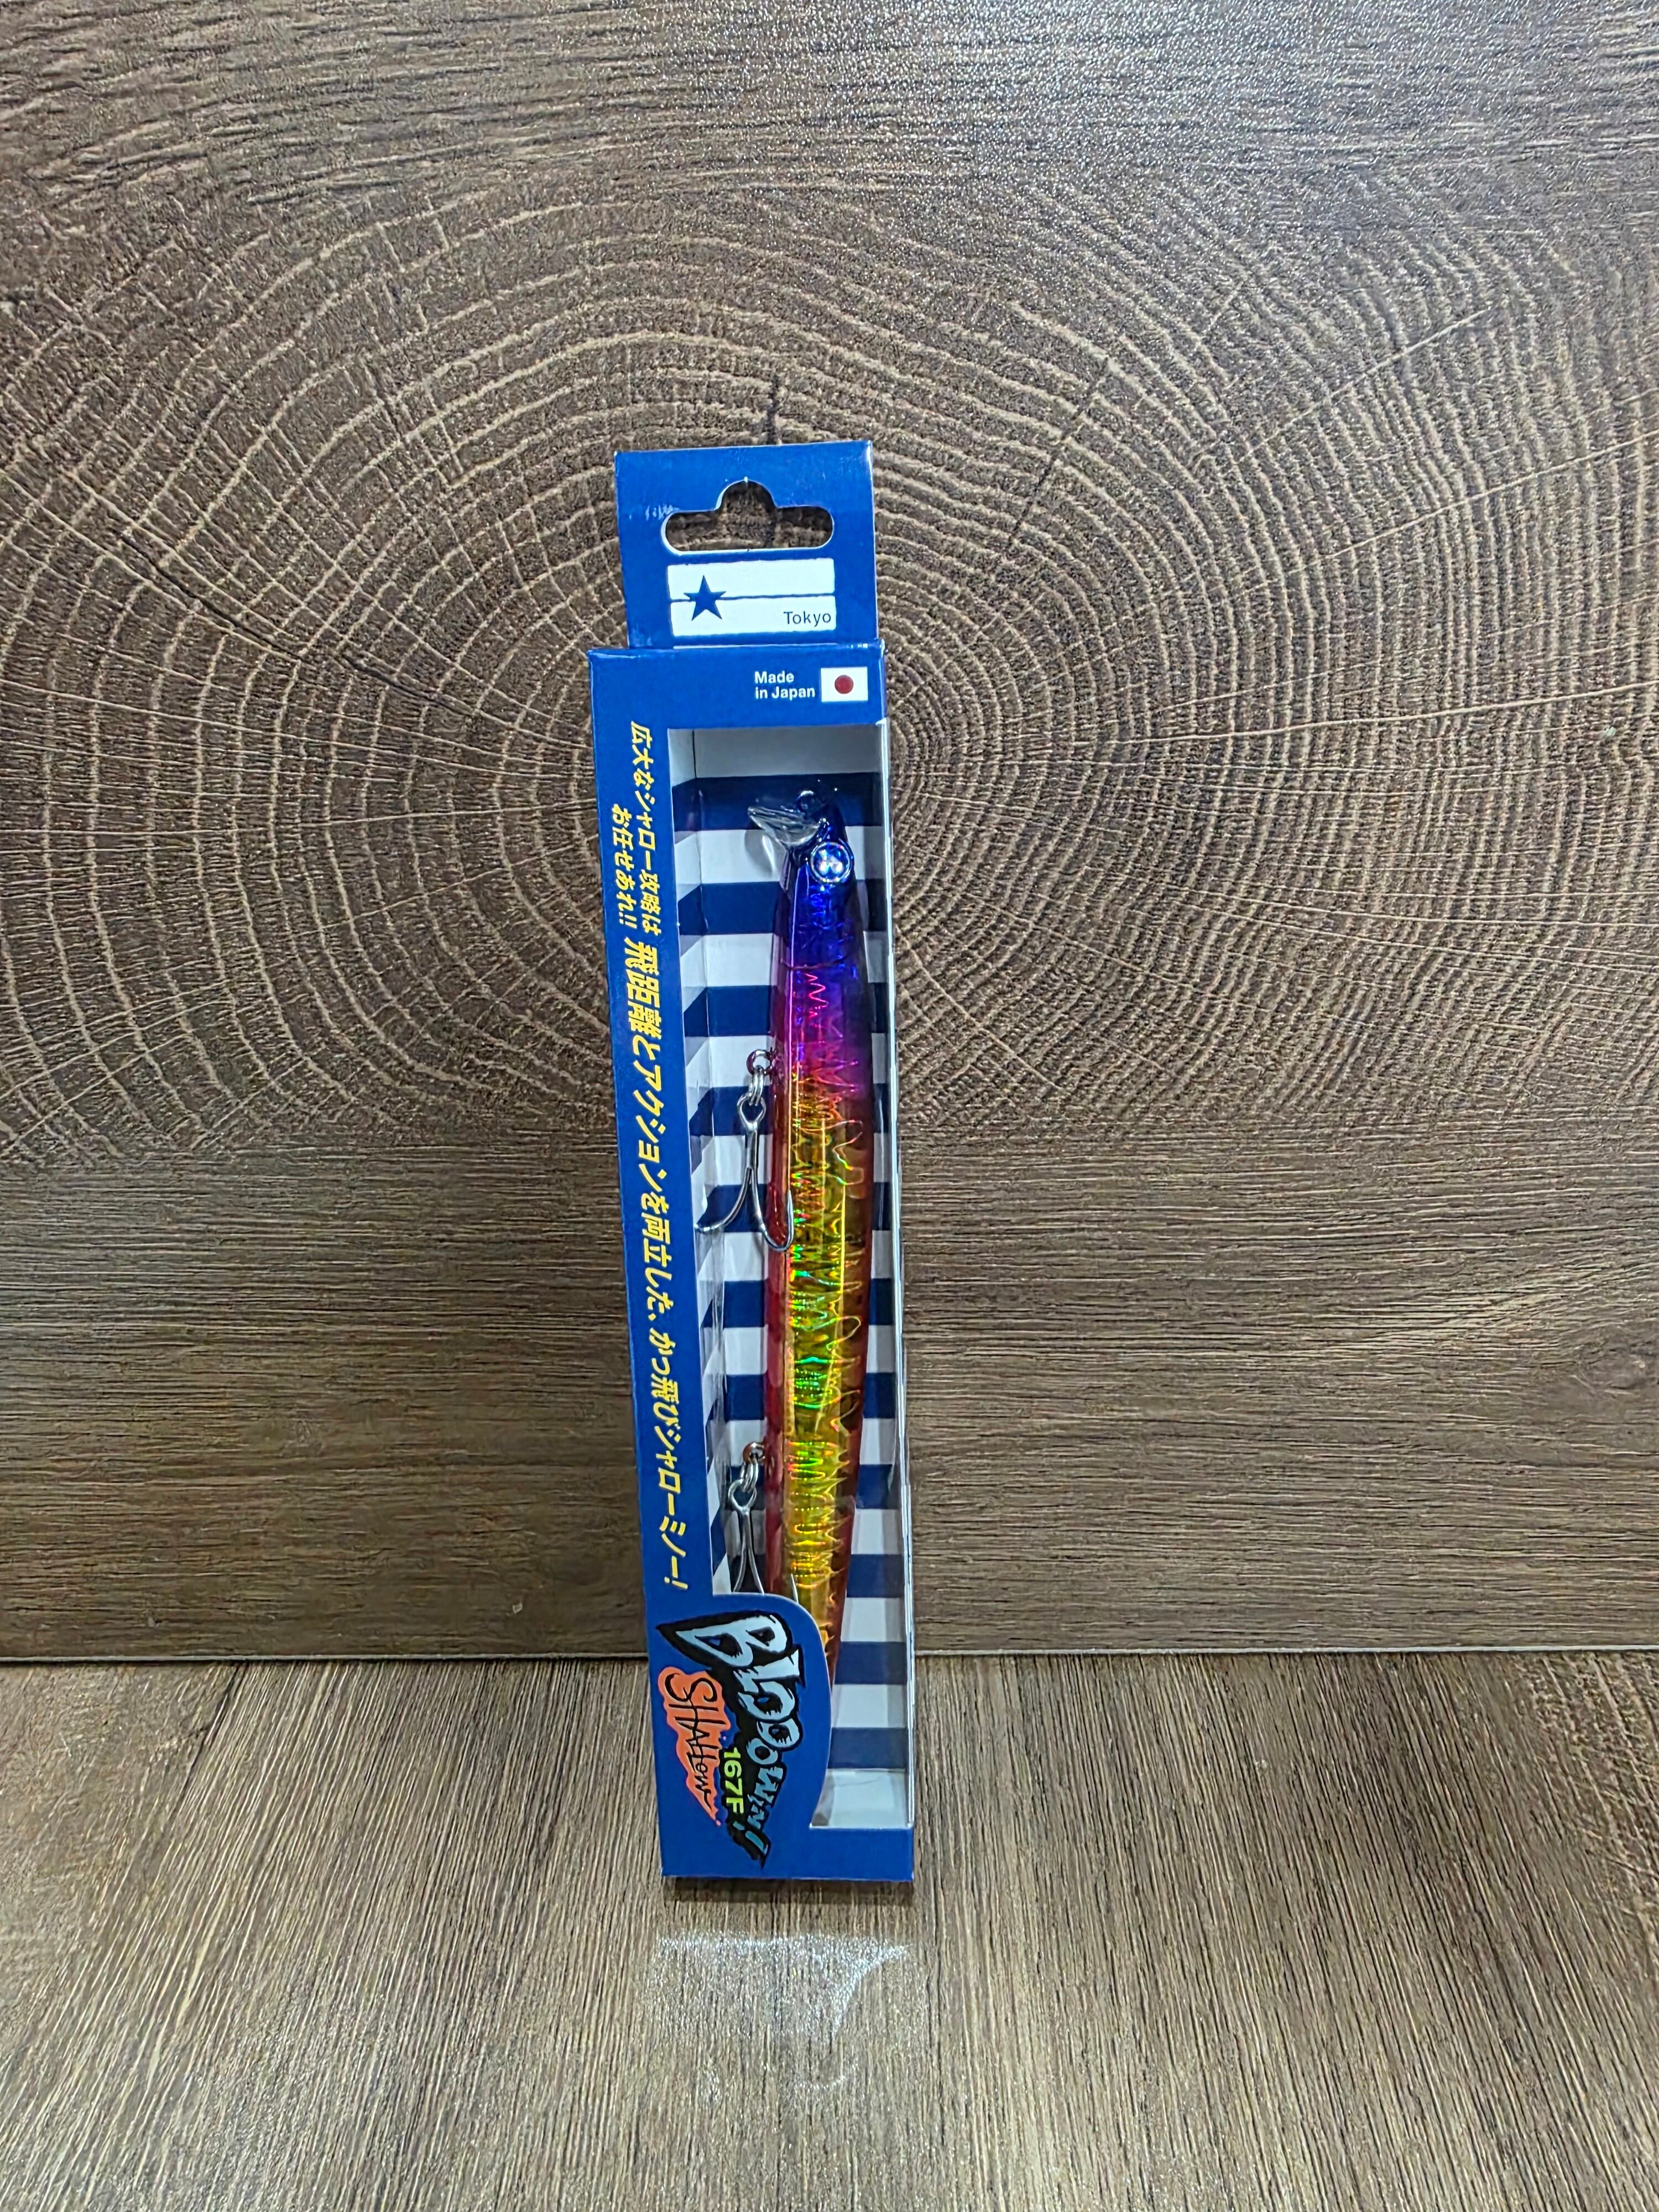 Tokyo
Made
in Japan
広大なシャロー攻略は
お任せあれ!!
飛距離とアクションを両立した、かっ飛びシャローミノー!
BlooowiN!!
SHAllow
167F